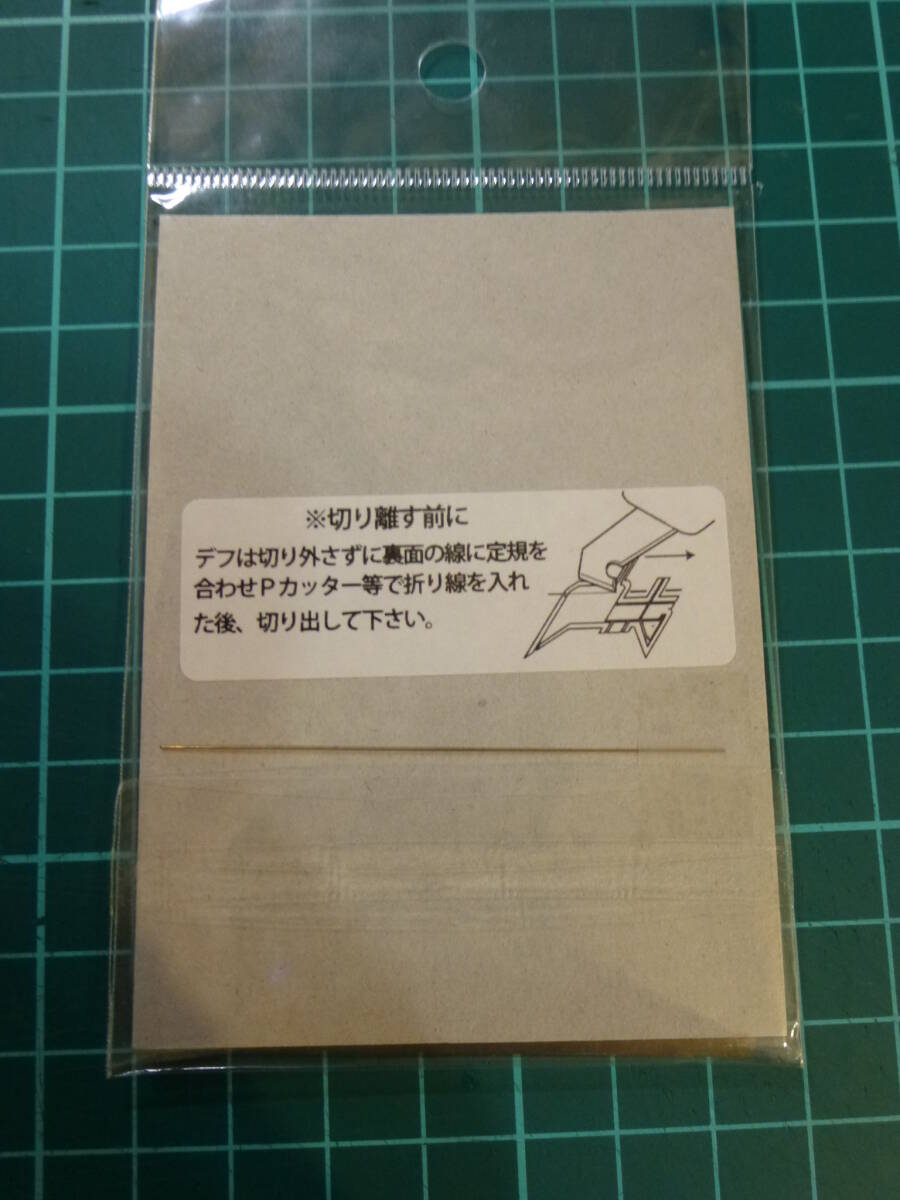 ※切り離す前に
デフは切り外さずに裏面の線に定規を
合わせＰカッター等で折り線を入れ
た後、切り出して下さい。